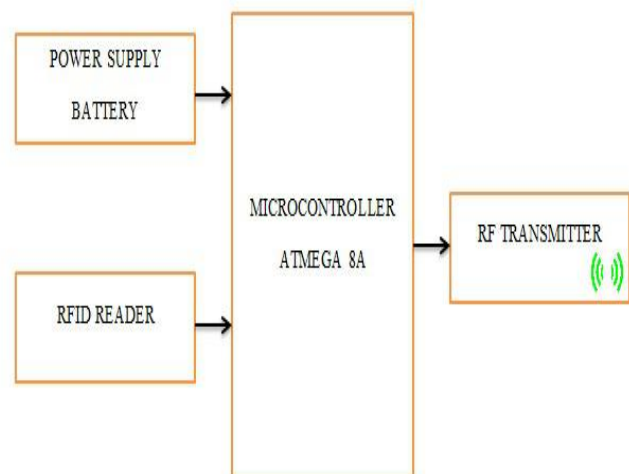 POWER SUPPLY
BATTERY
MICROCONTROLLER
ATMEGA 8A
RF TRANSMITTER
RFID READER